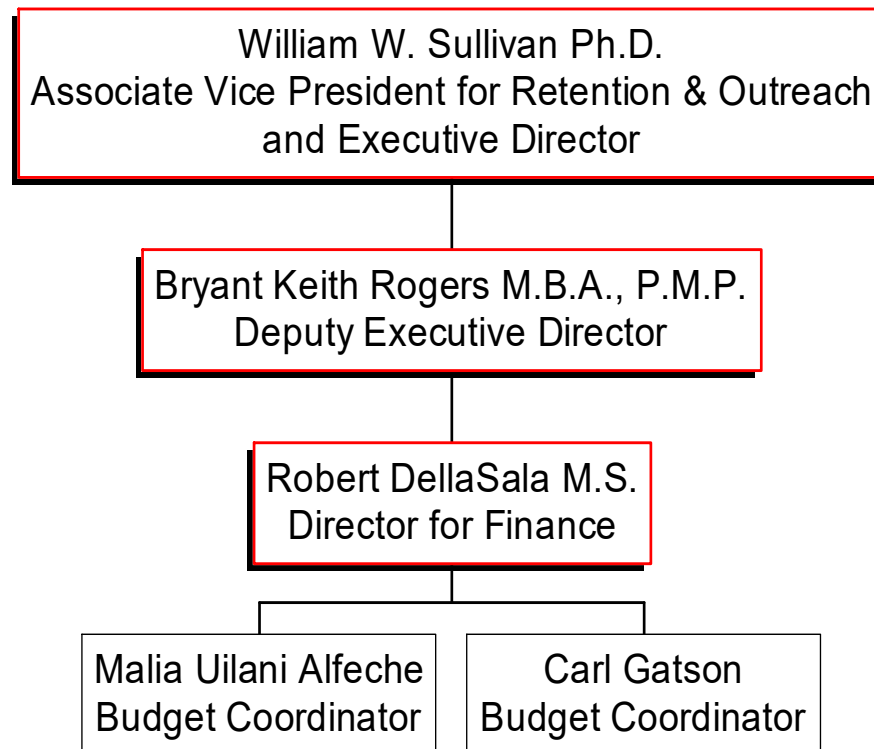 William W. Sullivan Ph.D.
Associate Vice President for Retention & Outreach
and Executive Director
Bryant Keith Rogers M.B.A., P.M.P.
Deputy Executive Director
Robert DellaSala M.S.
Director for Finance
Malia Uilani Alfeche
Budget Coordinator
Carl Gatson
Budget Coordinator